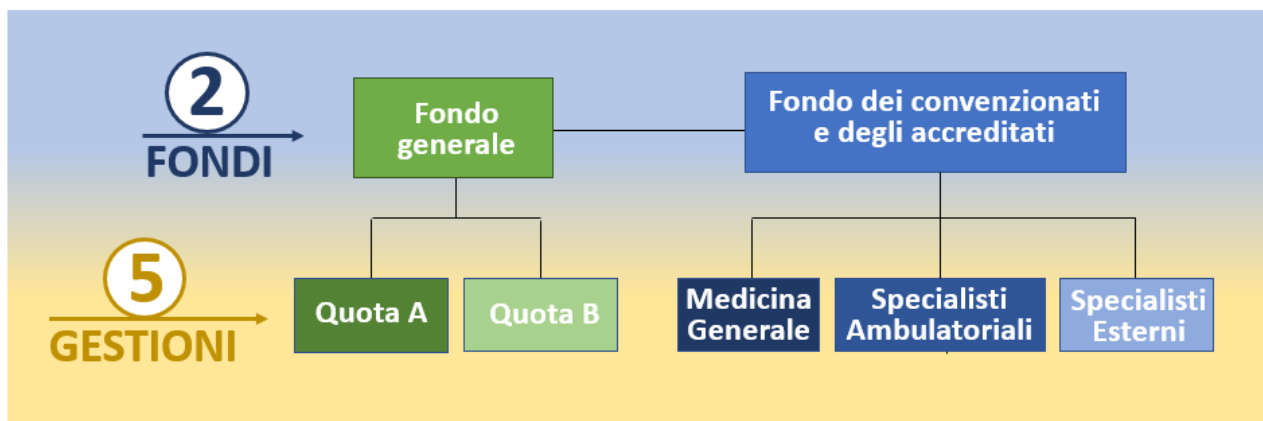 2
FONDI
Fondo
generale
Fondo dei convenzionati
e degli accreditati
5
GESTIONI
Quota A
Quota B
Medicina
Generale
Specialisti
Ambulatoriali
Specialisti
Esterni